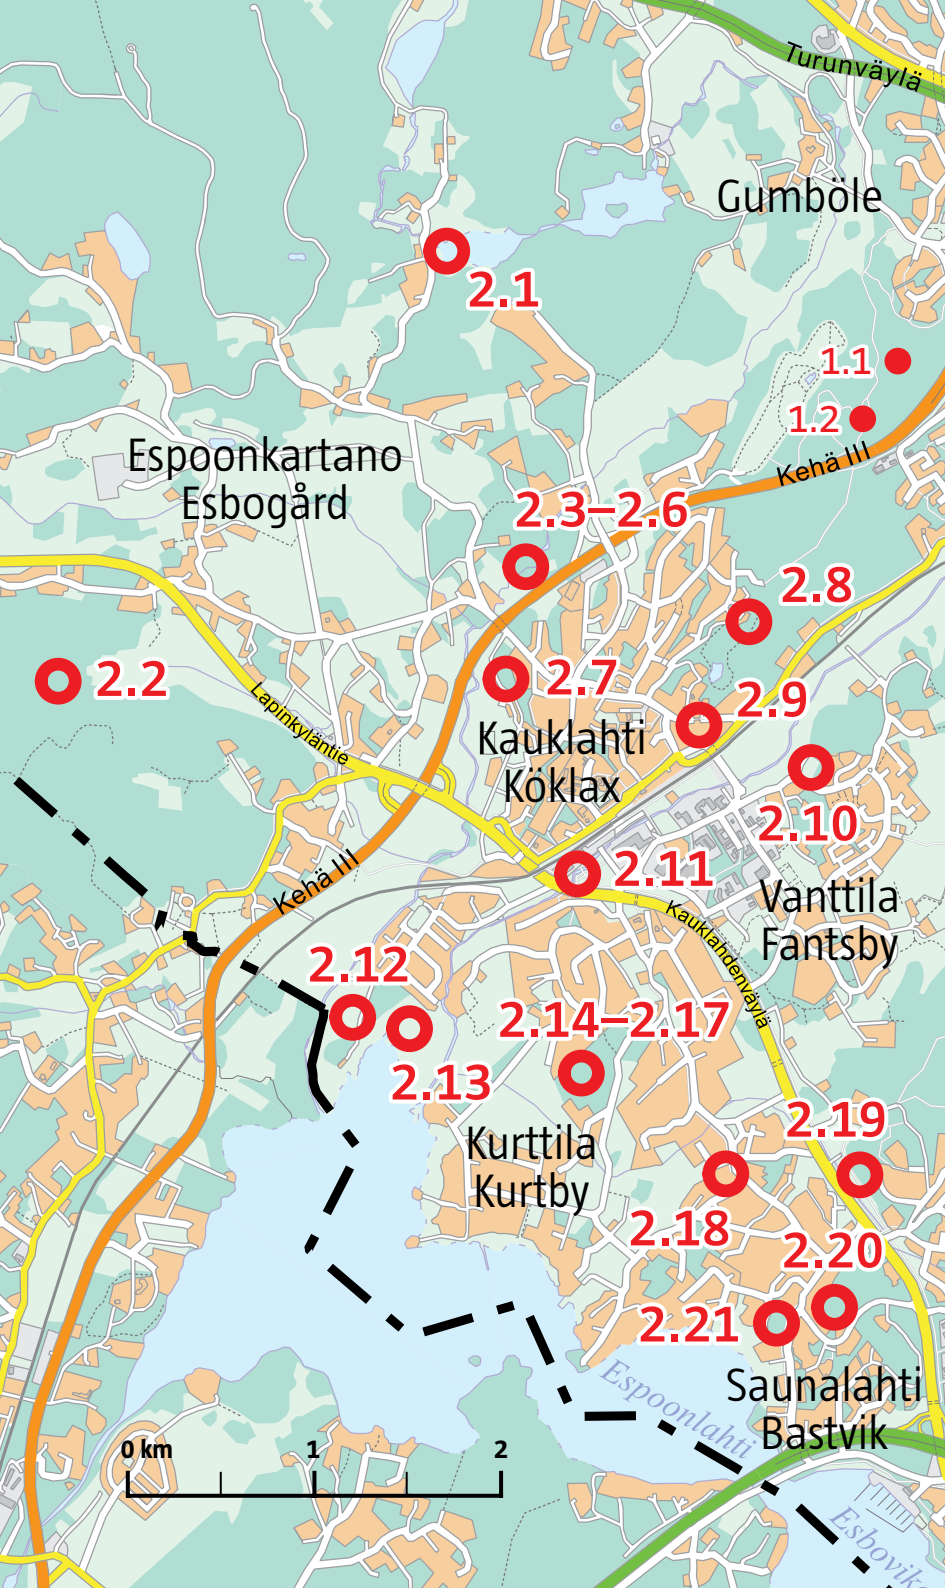 Turunväylä
Gumböle
2.1
1.1
1.2
Kehä III
Espoonkartano
Esbogård
2.3–2.6
2.8
2.2
2.7
Lapinkyläntie
2.9
Kauklahti
Köklax
2.10
2.11
Kehä III
Vanttila
Fantsby
Kauklahdenväylä
2.12
2.14–2.17
2.13
2.19
Kurttila
Kurtby
2.18
2.20
2.21
Espoonlahti
Saunalahti
Bastvik
0 km 1 2